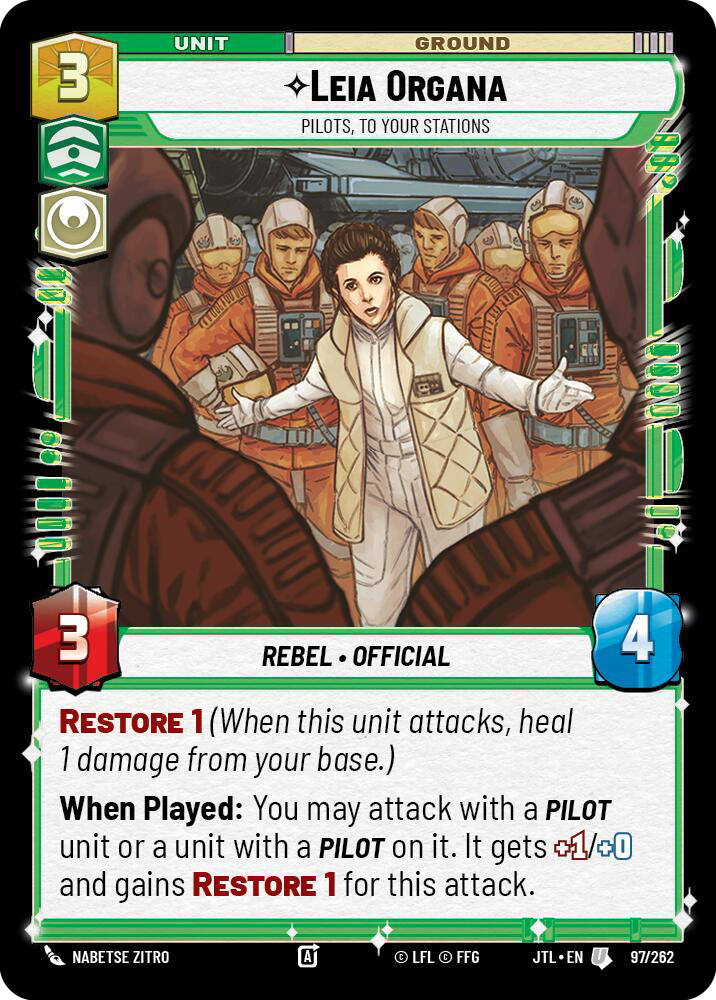 UNIT
GROUND
3
LEIA ORGANA
PILOTS, TO YOUR STATIONS
3
4
REBEL • OFFICIAL
RESTORE 1 (When this unit attacks, heal
1 damage from your base.)
When Played: You may attack with a PILOT
unit or a unit with a PILOT on it. It gets +1/+0
and gains RESTORE 1 for this attack.
NABETSE ZITRO
A
© LFL © FFG
JTL • EN
U
97/262